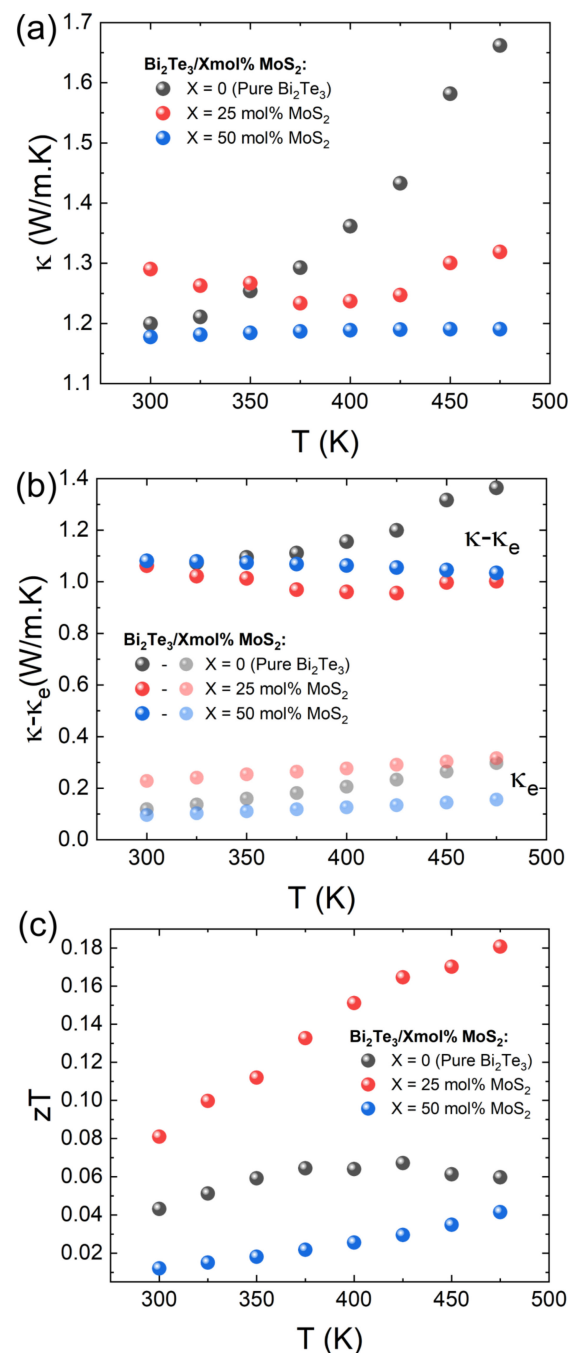 (a)
1.7
1.6
1.5
1.4
1.3
1.2
1.1
κ (W/m.K)
Bi₂Te₃/Xmol% MoS₂:
X = 0 (Pure Bi₂Te₃)
X = 25 mol% MoS₂
X = 50 mol% MoS₂
300 350 400 450 500
T (K)
(b)
1.4
1.2
1.0
0.8
0.6
0.4
0.2
0.0
κ-κₑ(W/m.K)
κ-κₑ
Bi₂Te₃/Xmol% MoS₂:
- X = 0 (Pure Bi₂Te₃)
- X = 25 mol% MoS₂
- X = 50 mol% MoS₂
κₑ
300 350 400 450 500
T (K)
(c)
0.18
0.16
0.14
0.12
0.10
0.08
0.06
0.04
0.02
zT
Bi₂Te₃/Xmol% MoS₂:
X = 0 (Pure Bi₂Te₃)
X = 25 mol% MoS₂
X = 50 mol% MoS₂
300 350 400 450 500
T (K)